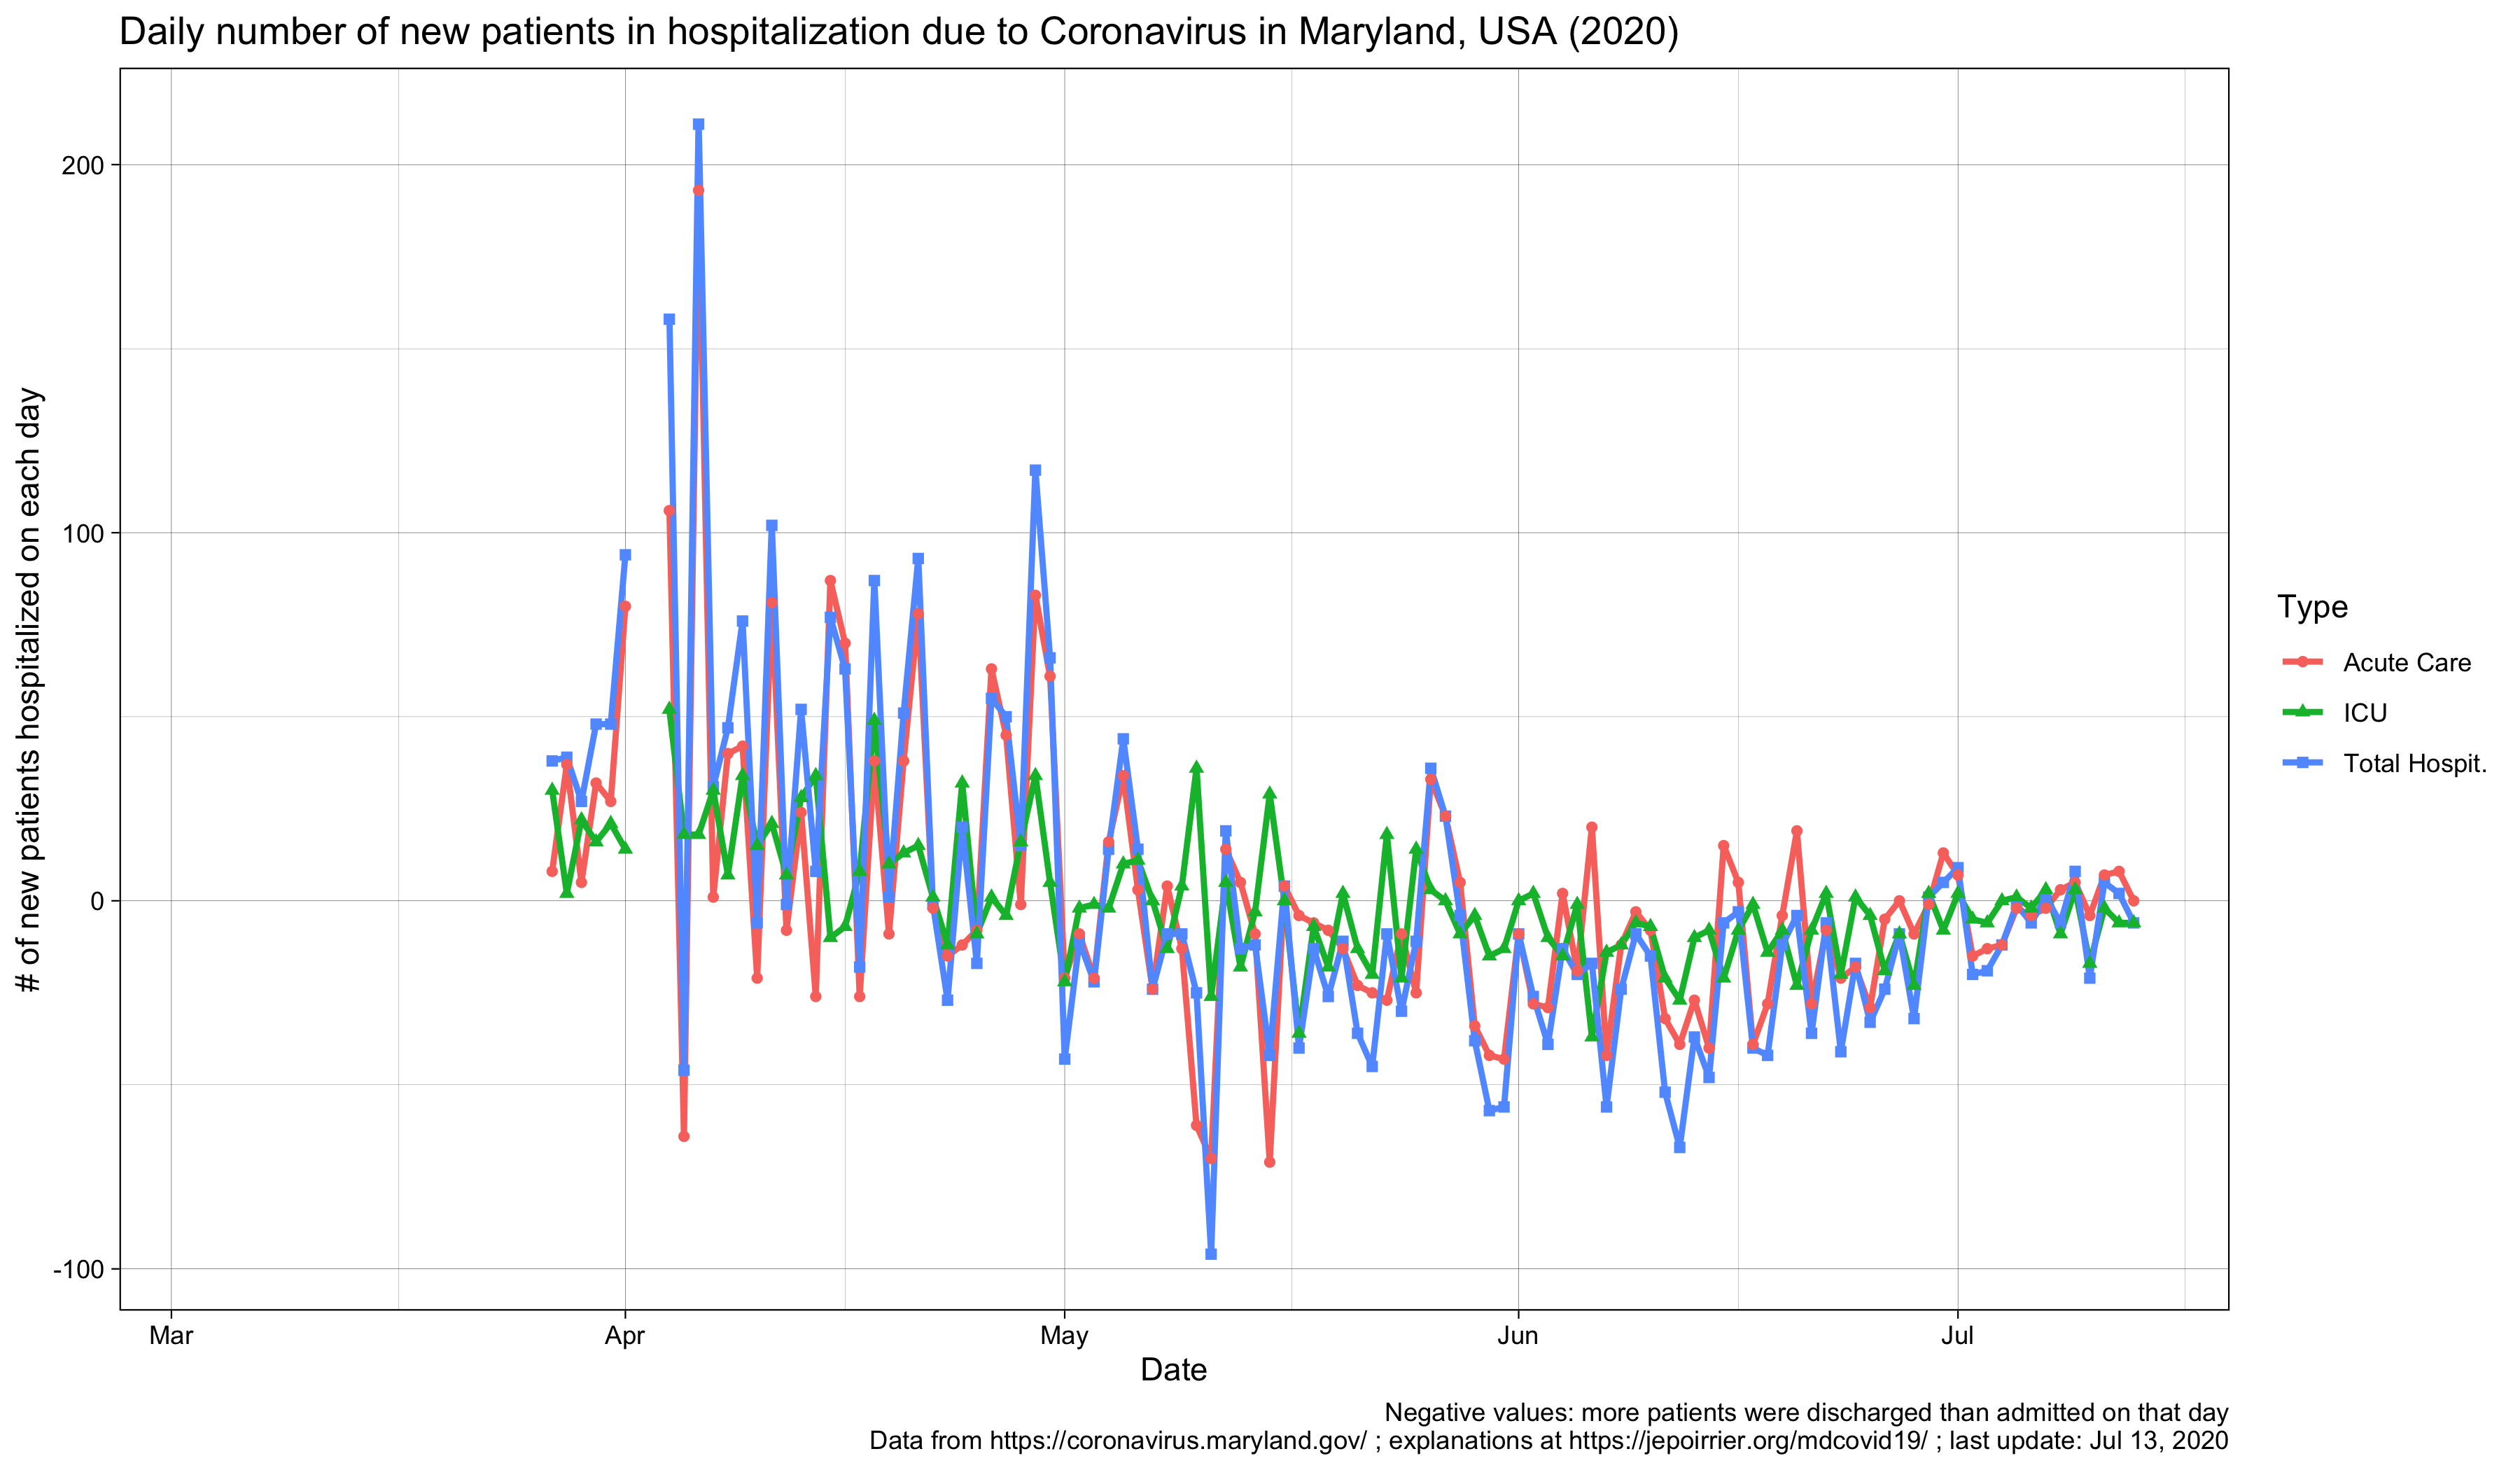 Daily number of new patients in hospitalization due to Coronavirus in Maryland, USA (2020)
# of new patients hospitalized on each day
200
100
0
-100
Mar
Apr
May
Jun
Jul
Date
Type
Acute Care
ICU
Total Hospit.
Negative values: more patients were discharged than admitted on that day
Data from https://coronavirus.maryland.gov/ ; explanations at https://jepoirrier.org/mdcovid19/ ; last update: Jul 13, 2020